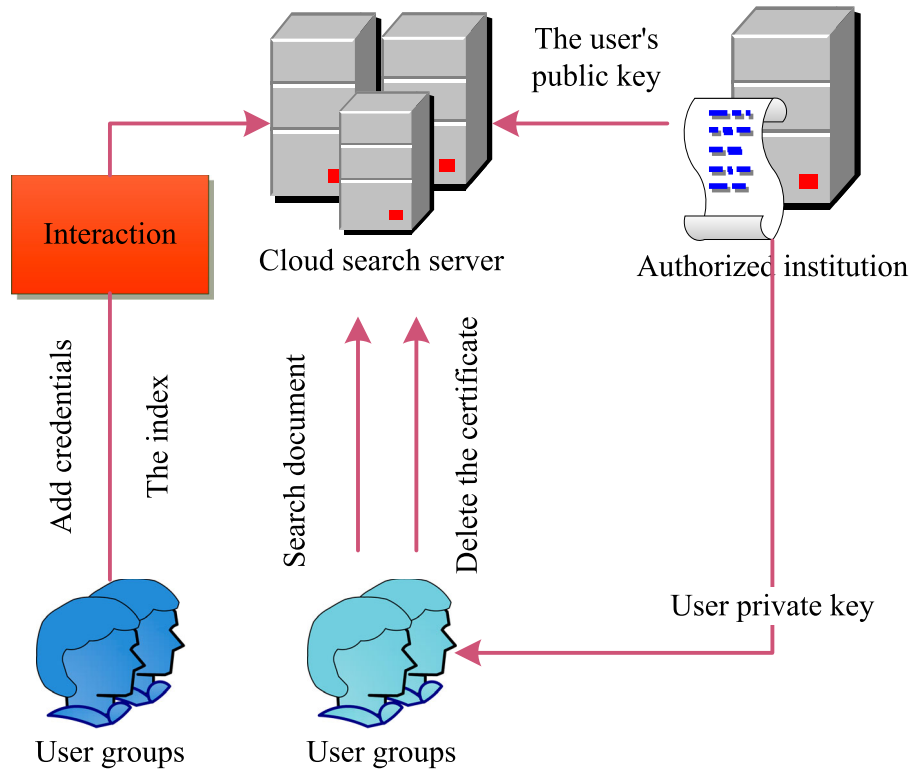 The user's
public key
Interaction
Cloud search server
Authorized institution
Add credentials
The index
Search document
Delete the certificate
User private key
User groups
User groups